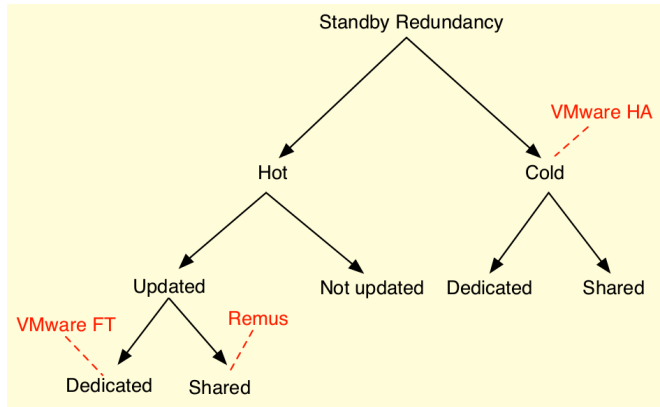 Standby Redundancy
VMware HA
Hot
Cold
Updated
Not updated
Dedicated
Shared
VMware FT
Remus
Dedicated
Shared